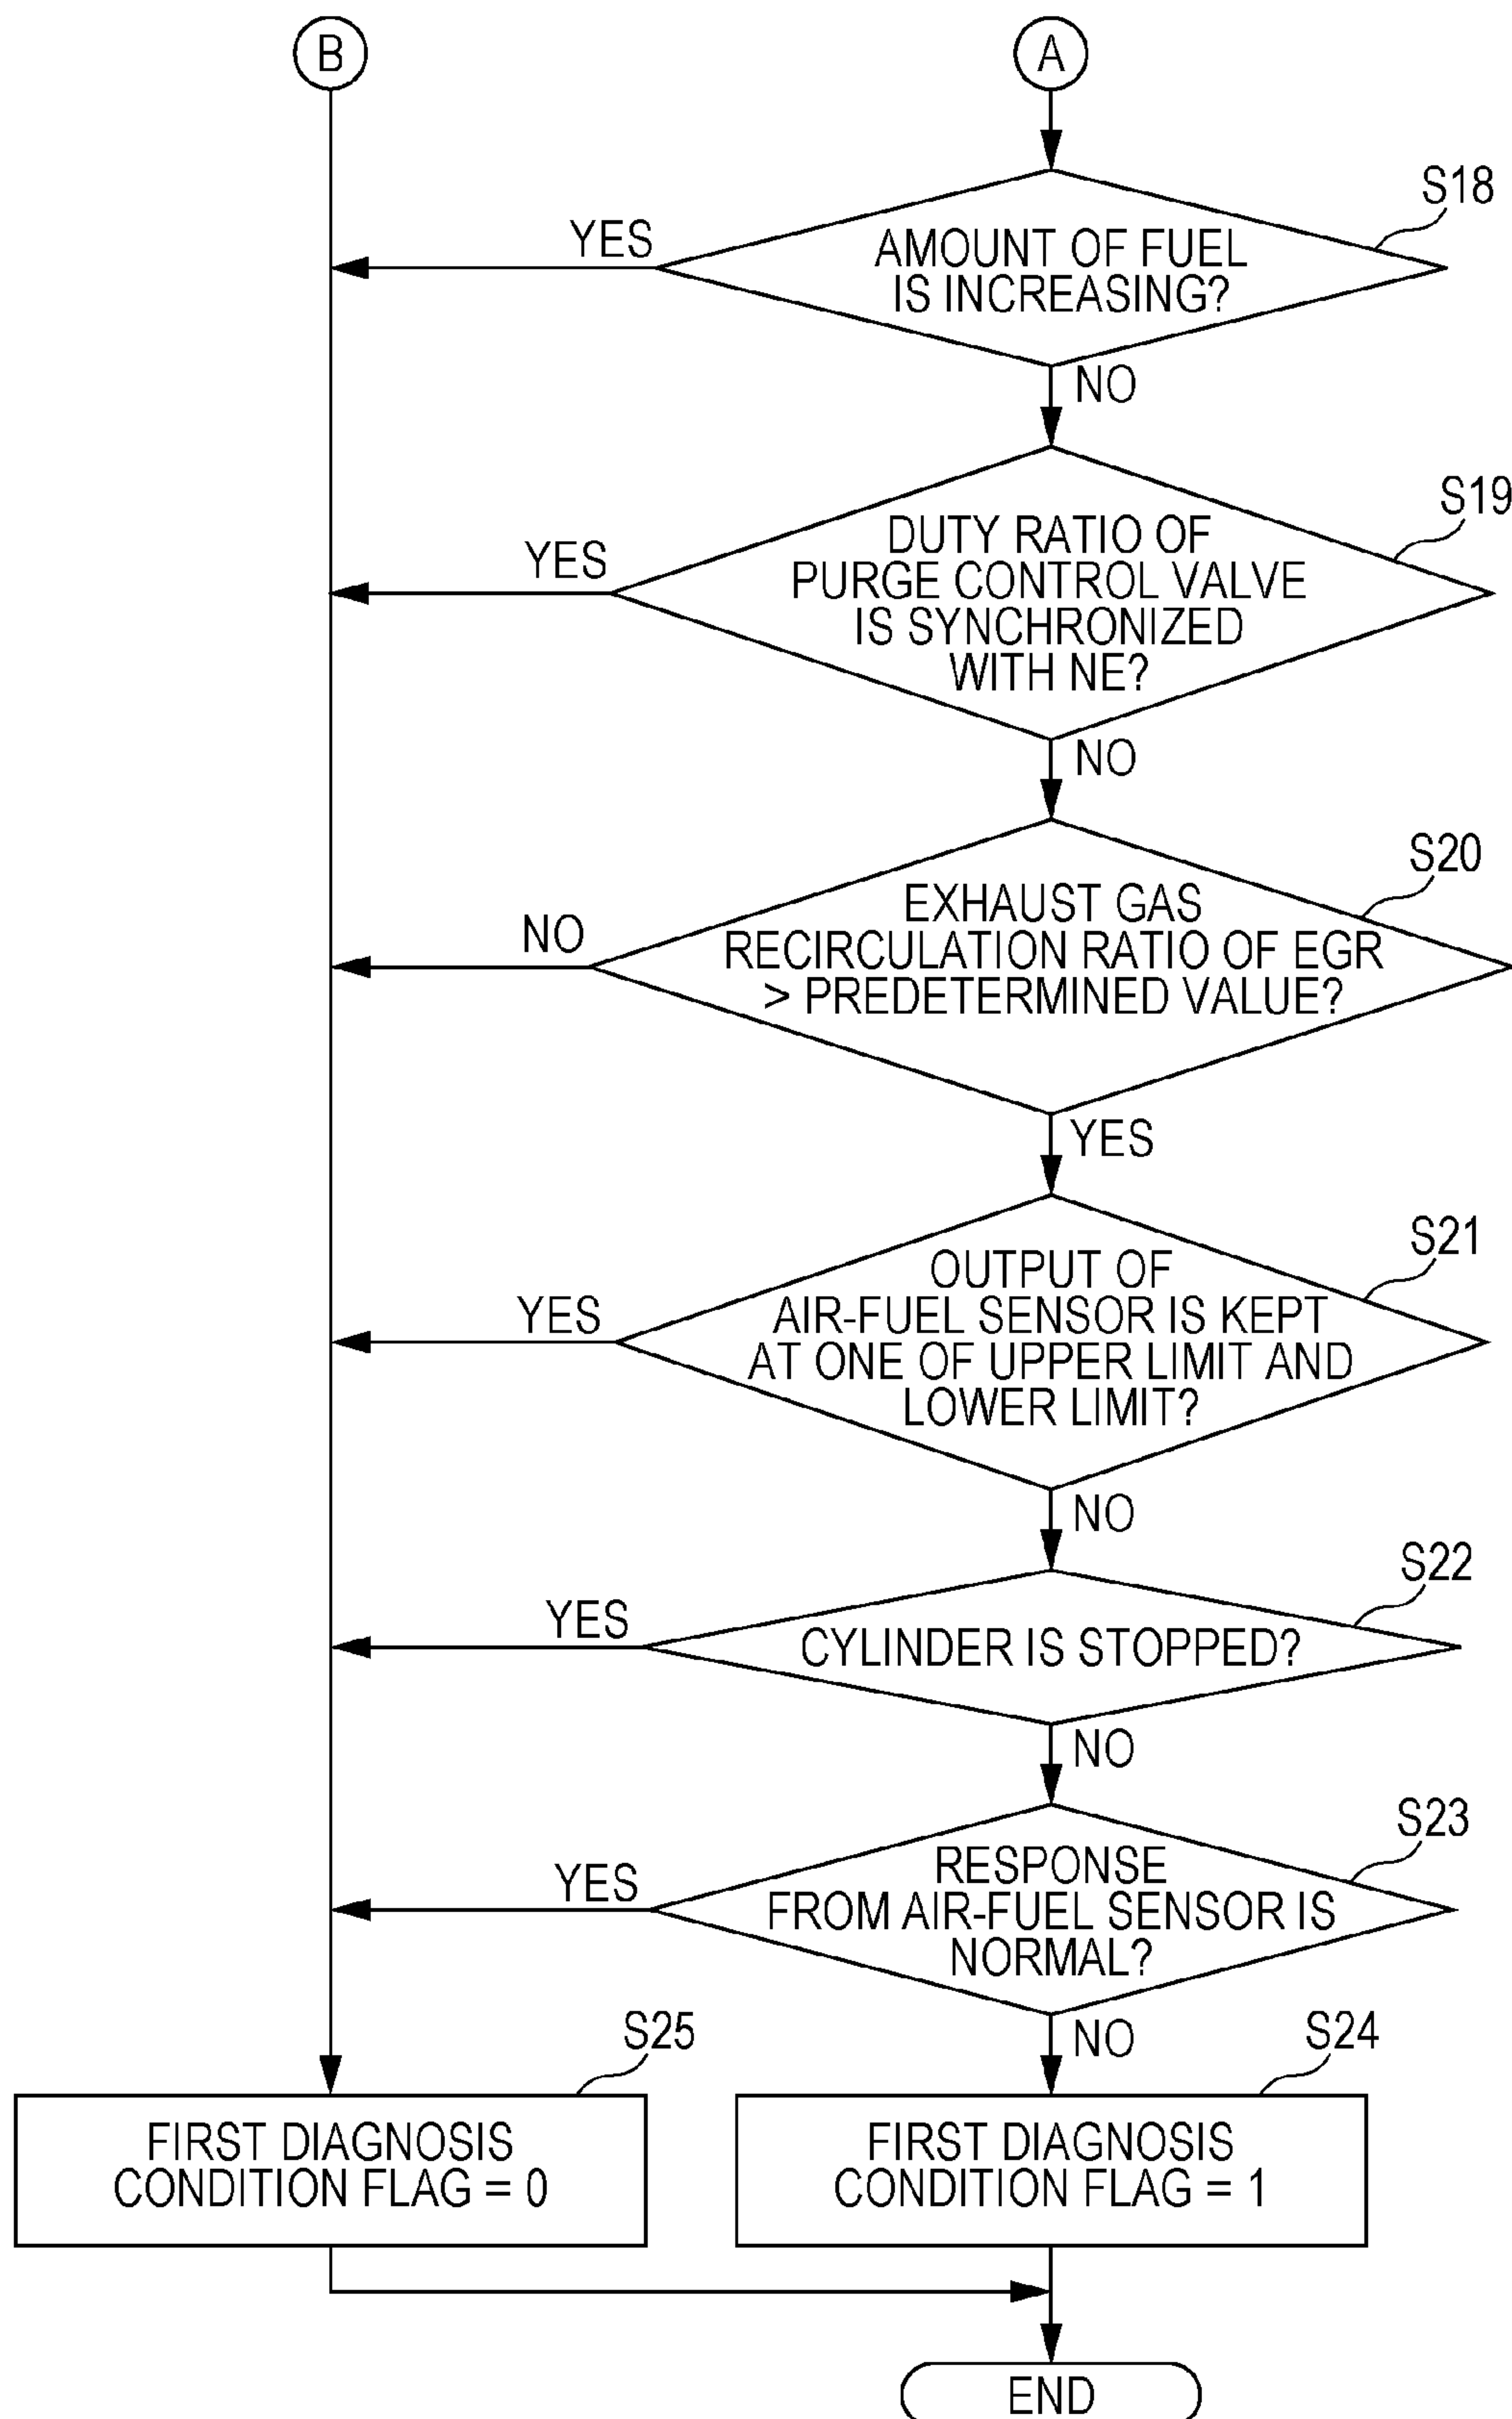 B
A
S18
YES
AMOUNT OF FUEL
IS INCREASING?
NO
S19
YES
DUTY RATIO OF
PURGE CONTROL VALVE
IS SYNCHRONIZED
WITH NE?
NO
S20
NO
EXHAUST GAS
RECIRCULATION RATIO OF EGR
> PREDETERMINED VALUE?
YES
S21
YES
OUTPUT OF
AIR-FUEL SENSOR IS KEPT
AT ONE OF UPPER LIMIT AND
LOWER LIMIT?
NO
S22
YES
CYLINDER IS STOPPED?
NO
S23
YES
RESPONSE
FROM AIR-FUEL SENSOR IS
NORMAL?
NO
S25
S24
FIRST DIAGNOSIS
CONDITION FLAG = 0
FIRST DIAGNOSIS
CONDITION FLAG = 1
END